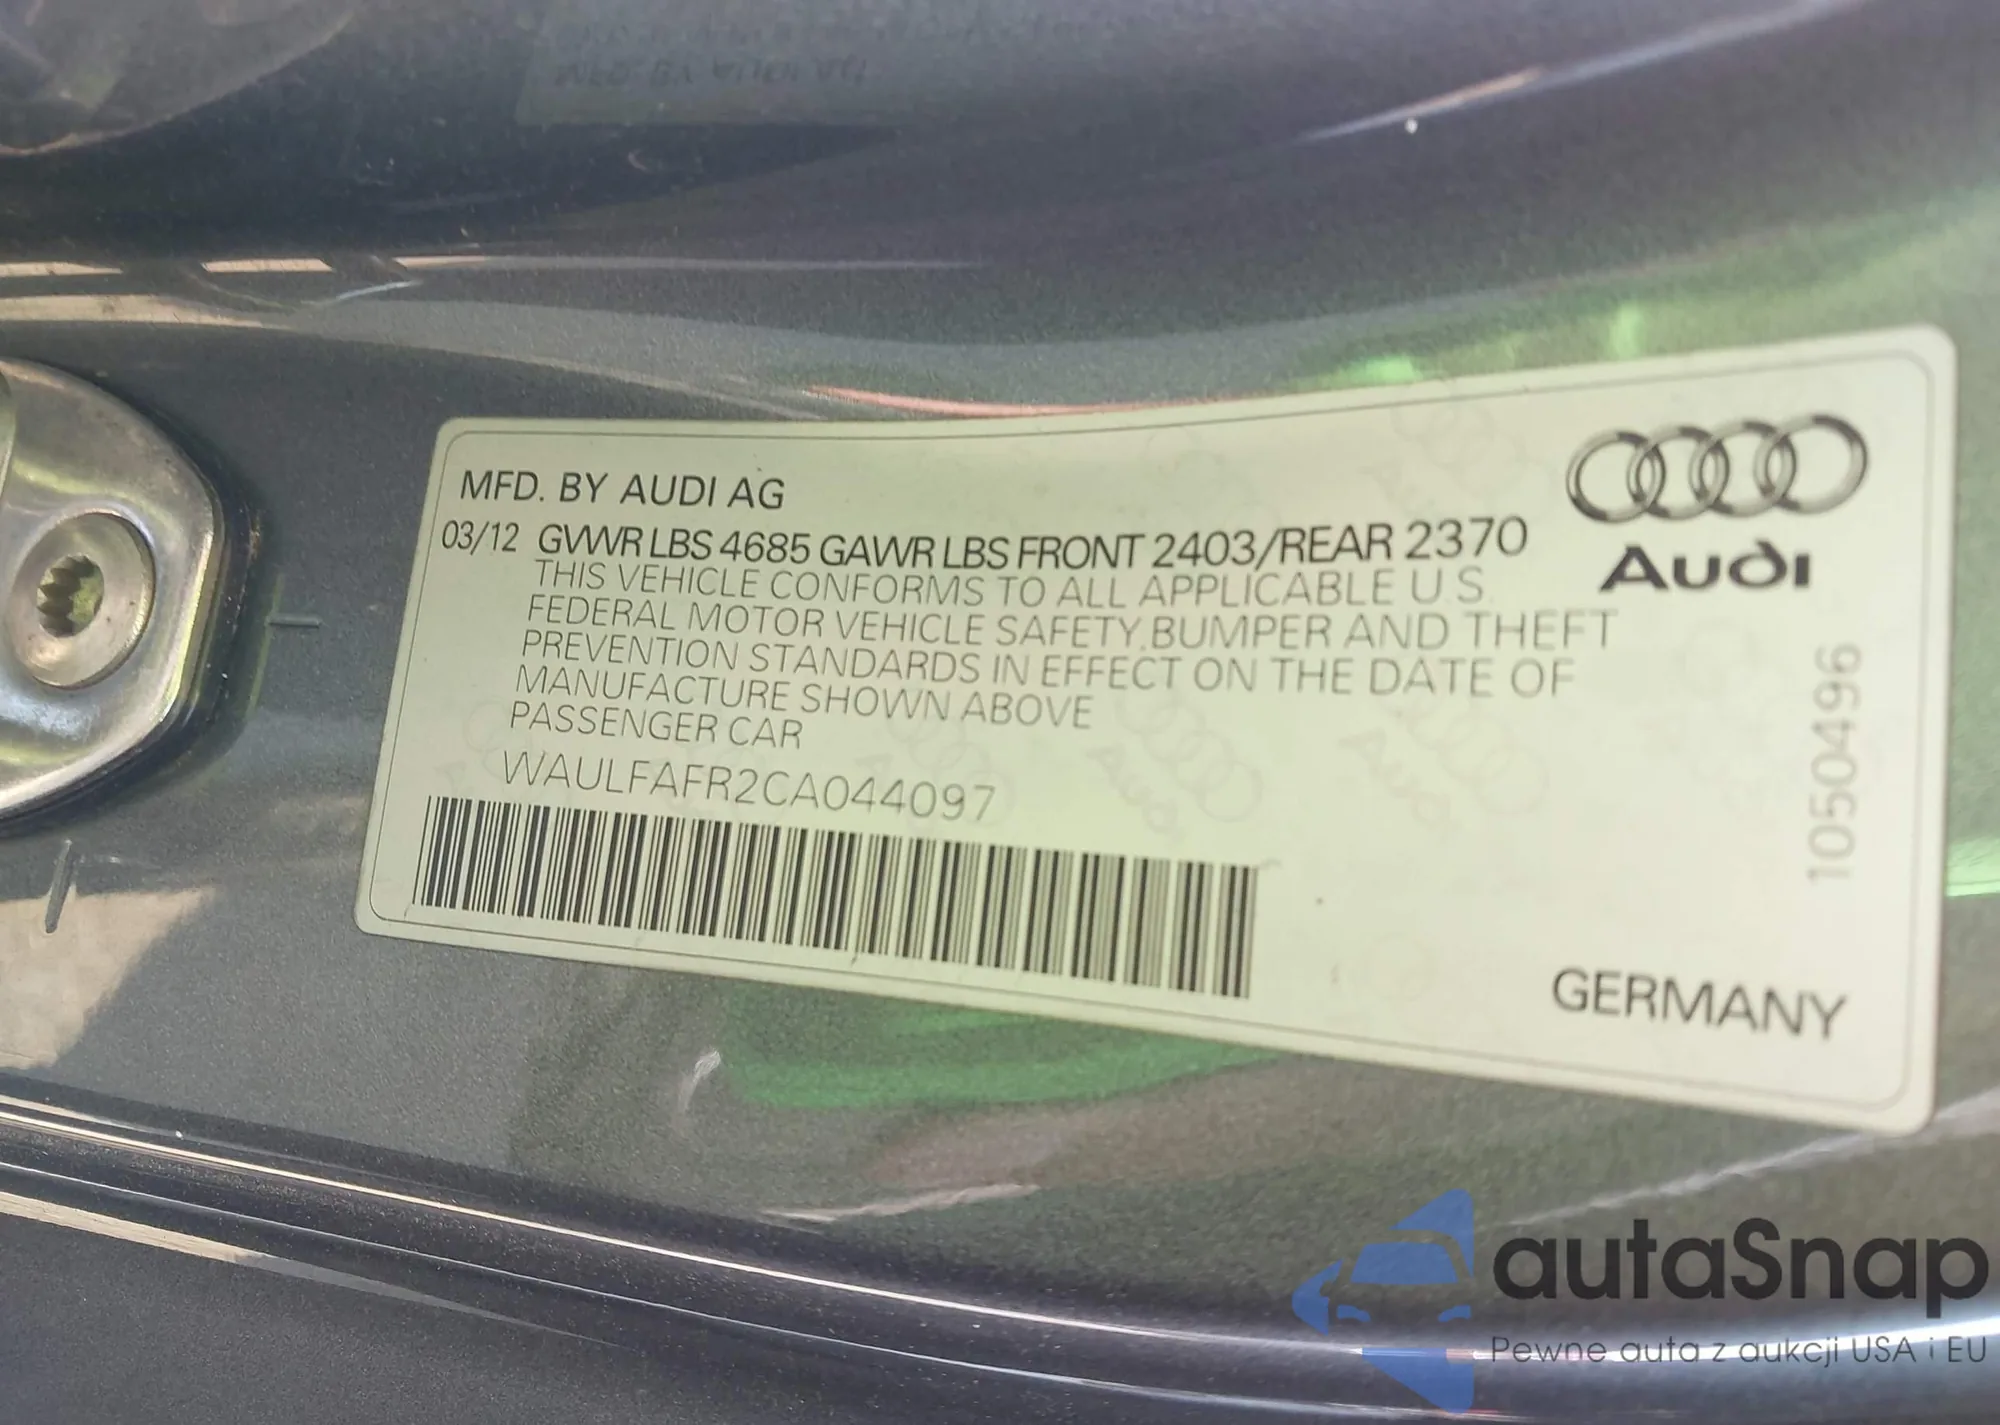 MFD. BY AUDI AG
03/12 GVWR LBS 4685 GAWR LBS FRONT 2403/REAR 2370
THIS VEHICLE CONFORMS TO ALL APPLICABLE U.S.
FEDERAL MOTOR VEHICLE SAFETY,BUMPER AND THEFT
PREVENTION STANDARDS IN EFFECT ON THE DATE OF
MANUFACTURE SHOWN ABOVE
PASSENGER CAR
WAULFAFR2CA044097
Audi
1050496
GERMANY
autaSnap
Pewne auta z aukcji USA i EU